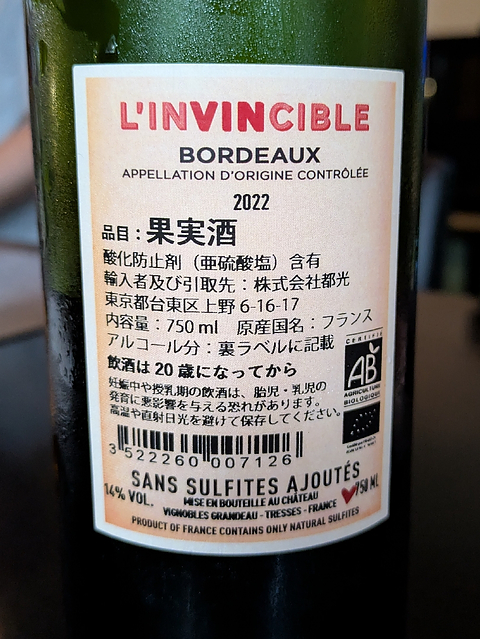 L'INVINCIBLE
BORDEAUX
APPELLATION D'ORIGINE CONTRÔLÉE
2022
品目：果実酒
酸化防止剤（亜硫酸塩）含有
輸入者及び引取先：株式会社都光
東京都台東区上野 6-16-17
内容量：750 ml 原産国名：フランス
アルコール分：裏ラベルに記載
飲酒は20歳になってから
妊娠中や授乳期の飲酒は、胎児・乳児の
発育に悪影響を与える恐れがあります。
高温や直射日光を避けて保存してください。
CERTIFIÉ
AB
AGRICULTURE
BIOLOGIQUE
3 522260 007126
SANS SULFITES AJOUTÉS
14% VOL.
MISE EN BOUTEILLE AU CHÂTEAU
750 ML
VIGNOBLES GRANDEAU - TRESSES - FRANCE
PRODUCT OF FRANCE CONTAINS ONLY NATURAL SULFITES